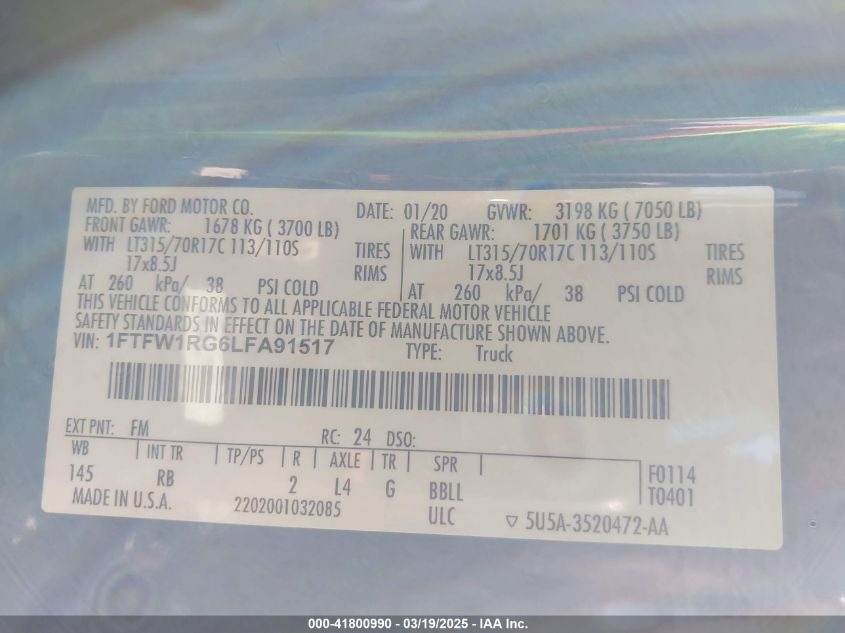 MFD. BY FORD MOTOR CO. DATE: 01/20 GVWR: 3198 KG ( 7050 LB)
FRONT GAWR: 1678 KG ( 3700 LB) REAR GAWR: 1701 KG ( 3750 LB)
WITH LT315/70R17C 113/110S TIRES WITH LT315/70R17C 113/110S TIRES
17x8.5J RIMS 17x8.5J RIMS
AT 260 kPa/ 38 PSI COLD AT 260 kPa/ 38 PSI COLD
THIS VEHICLE CONFORMS TO ALL APPLICABLE FEDERAL MOTOR VEHICLE
SAFETY STANDARDS IN EFFECT ON THE DATE OF MANUFACTURE SHOWN ABOVE.
VIN: 1FTFW1RG6LFA91517 TYPE: Truck
EXT PNT: FM RC: 24 DSO:
WB INT TR TP/PS R AXLE TR SPR F0114
145 RB 2 L4 G BBLL T0401
MADE IN U.S.A. 2202001032085 ULC 5U5A-3520472-AA
000-41800990 - 03/19/2025 - IAA Inc.